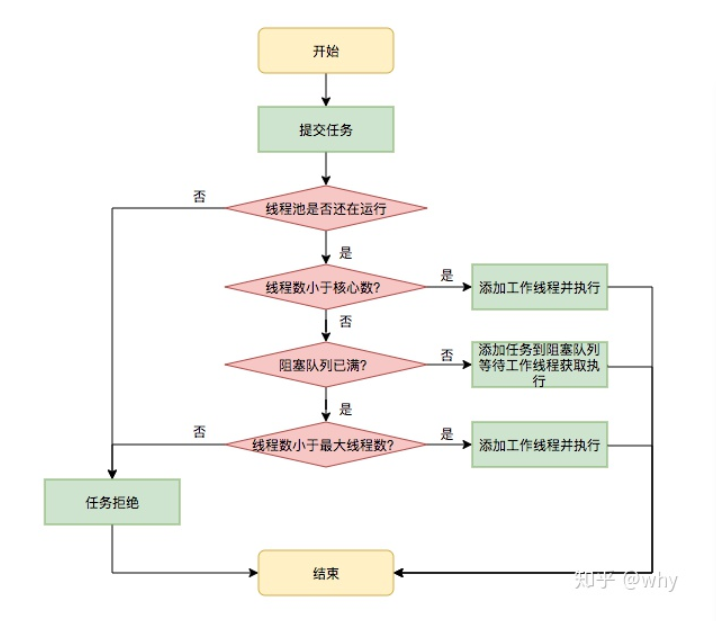 开始
提交任务
否
线程池是否还在运行
是
线程数小于核心数?
是
添加工作线程并执行
否
阻塞队列已满?
否
添加任务到阻塞队列
等待工作线程获取执
行
是
否
线程数小于最大线程数?
是
添加工作线程并执行
任务拒绝
结束
知乎 @why